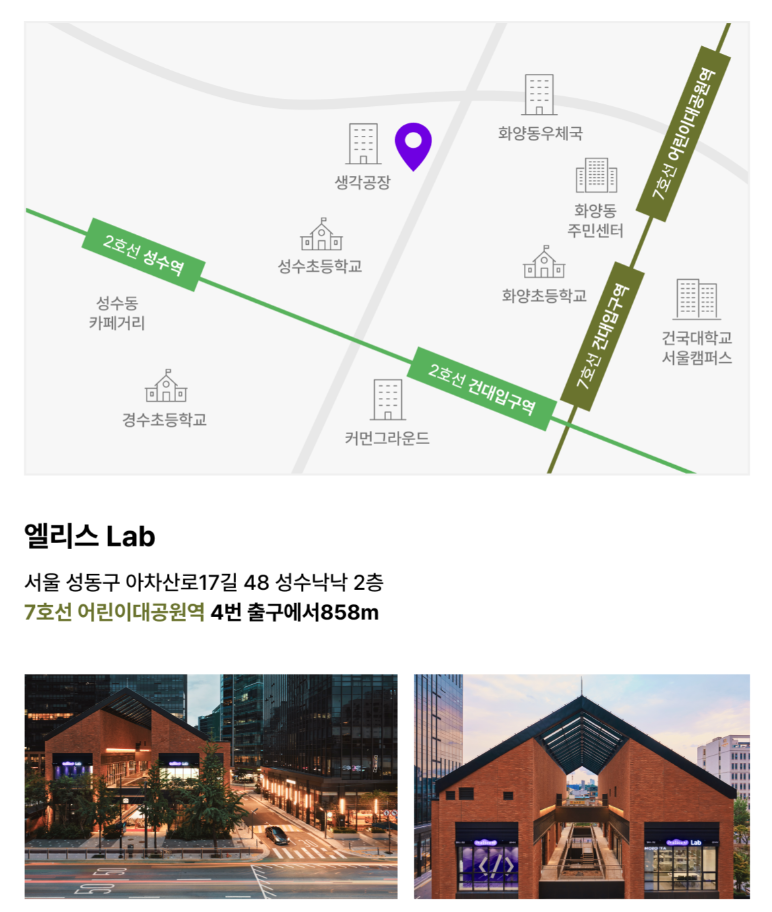 7호선 어린이대공원역
화양동우체국
생각공장
화양동
주민센터
2호선 성수역
성수초등학교
화양초등학교
7호선 건대입구역
성수동
카페거리
건국대학교
서울캠퍼스
2호선 건대입구역
경수초등학교
커먼그라운드
엘리스 Lab
서울 성동구 아차산로17길 48 성수낙낙 2층
7호선 어린이대공원역 4번 출구에서858m
Lab
50
50
</> Lab